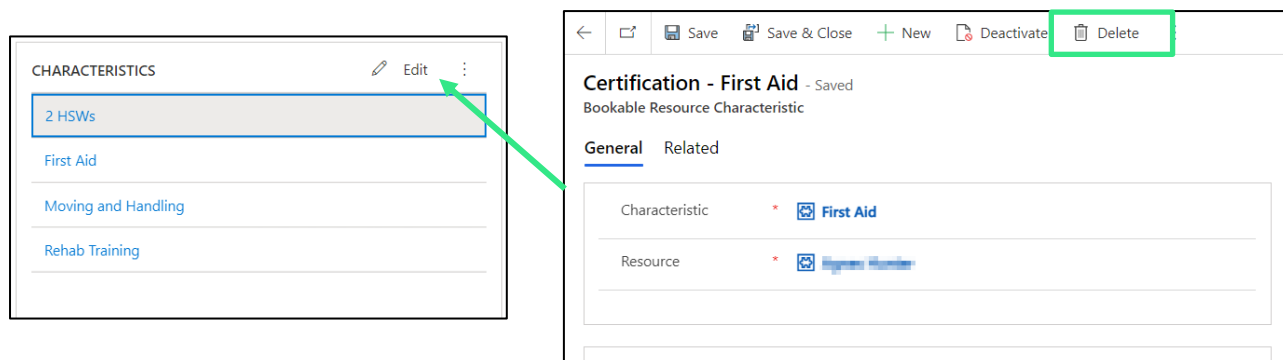 CHARACTERISTICS Edit
2 HSWs
First Aid
Moving and Handling
Rehab Training
Save Save & Close New Deactivate Delete
Certification - First Aid - Saved
Bookable Resource Characteristic
General Related
Characteristic * First Aid
Resource *